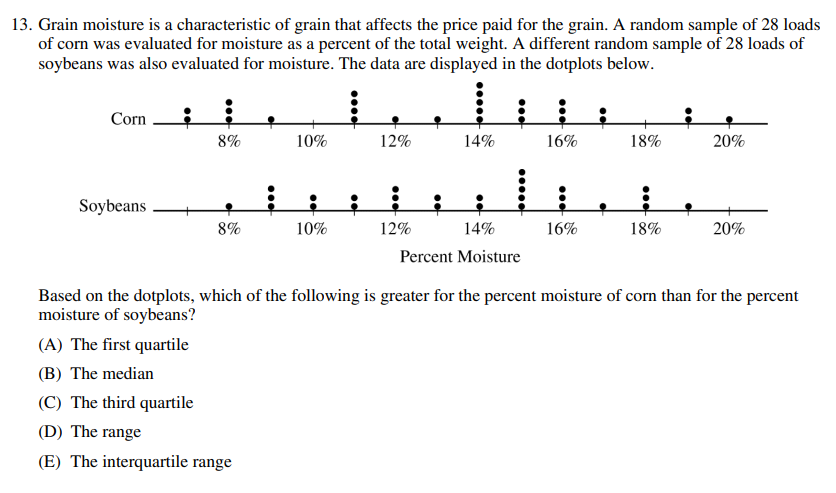 13. Grain moisture is a characteristic of grain that affects the price paid for the grain. A random sample of 28 loads
of corn was evaluated for moisture as a percent of the total weight. A different random sample of 28 loads of
soybeans was also evaluated for moisture. The data are displayed in the dotplots below.
Corn
8% 10% 12% 14% 16% 18% 20%
Soybeans
8% 10% 12% 14% 16% 18% 20%
Percent Moisture
Based on the dotplots, which of the following is greater for the percent moisture of corn than for the percent
moisture of soybeans?
(A) The first quartile
(B) The median
(C) The third quartile
(D) The range
(E) The interquartile range